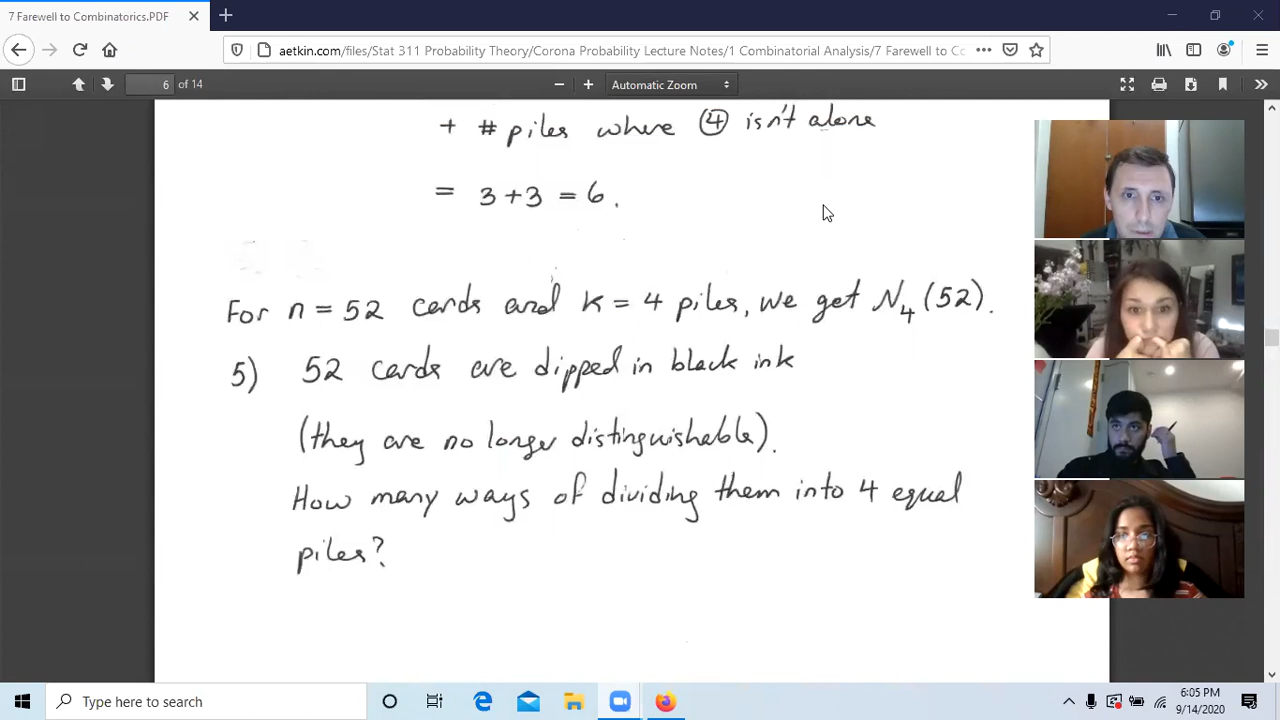 7 Farewell to Combinatorics.PDF
aetkin.com/files/Stat 311 Probability Theory/Corona Probability Lecture Notes/1 Combinatorial Analysis/7 Farewell to Co
6 of 14
Automatic Zoom
+ # piles where ④ isn't alone
= 3+3 = 6.
For n = 52 cards and k = 4 piles, we get N₄(52).
5) 52 cards are dipped in black ink
(they are no longer distinguishable).
How many ways of dividing them into 4 equal
piles?
Type here to search
6:05 PM
9/14/2020